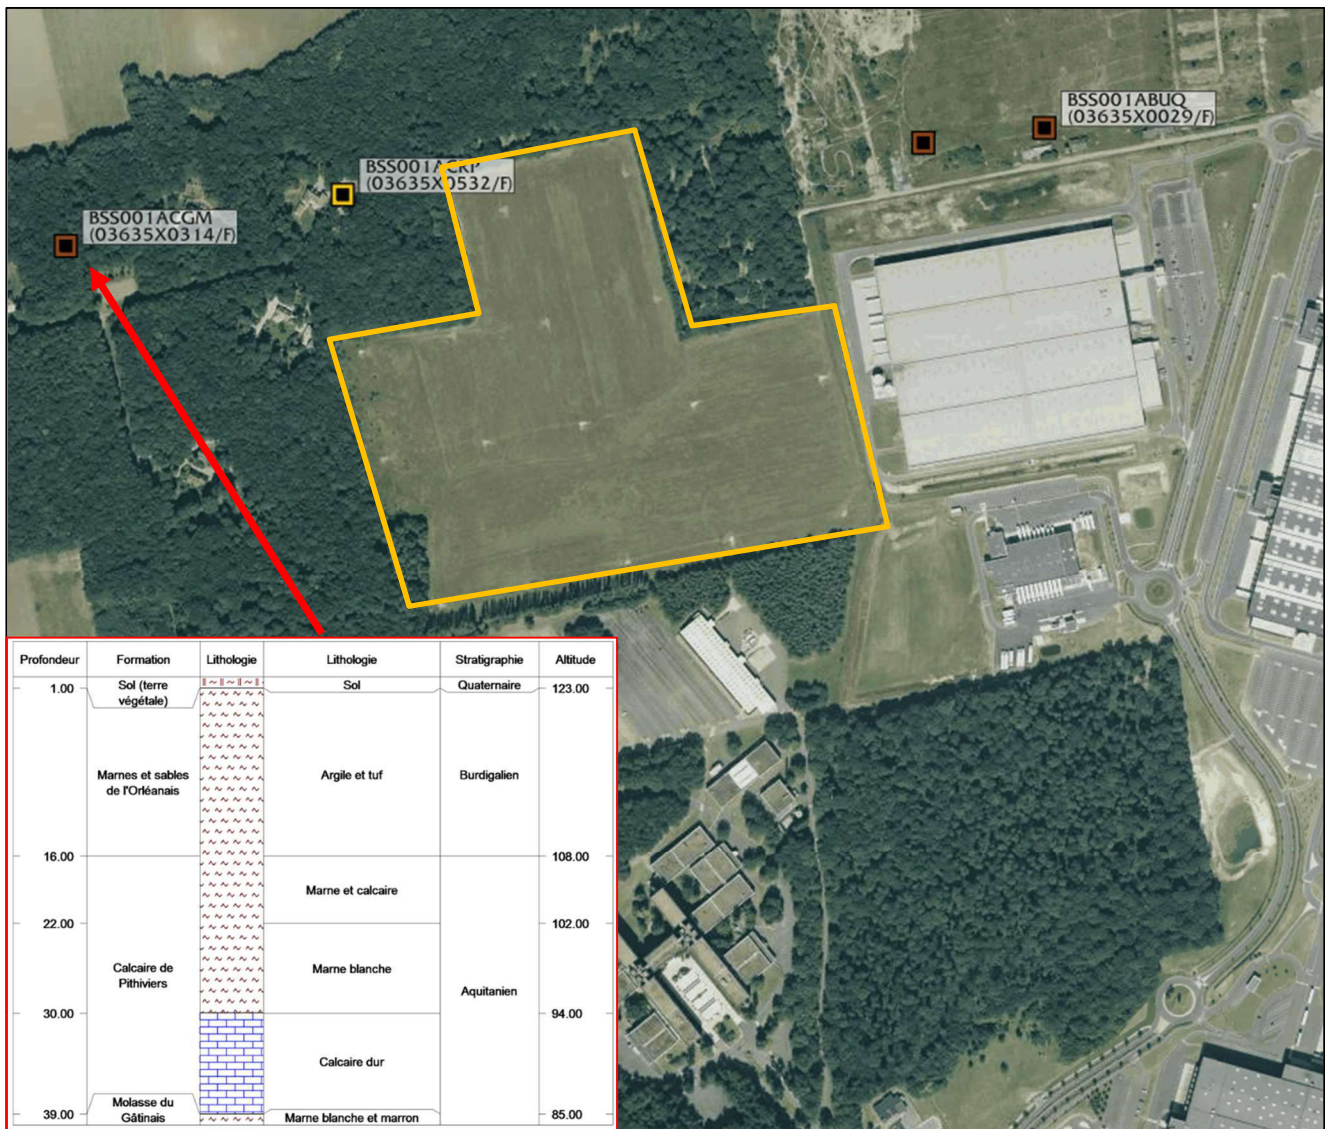 BSS001ABUQ
(03635X0029/F)
BSS001ACRP
(03635X0532/F)
BSS001ACGM
(03635X0314/F)
Profondeur Formation Lithologie Lithologie Stratigraphie Altitude
Sol (terre
végétale)
Sol
Quaternaire
1.00
123.00
Marnes et sables
de l'Orléanais
Argile et tuf
Burdigalien
16.00
108.00
Marne et calcaire
22.00
102.00
Calcaire de
Pithiviers
Marne blanche
Aquitanien
30.00
94.00
Calcaire dur
Molasse du
Gâtinais
39.00
Marne blanche et marron
85.00